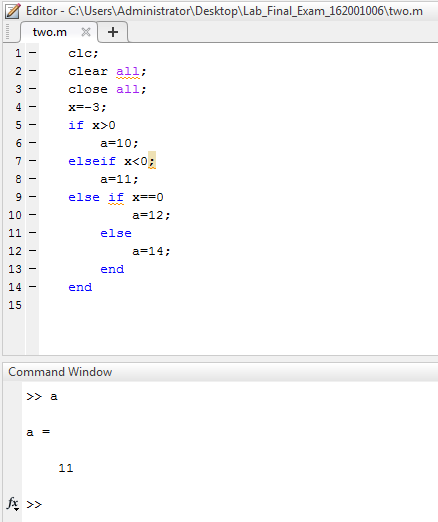 Editor - C:\Users\Administrator\Desktop\Lab_Final_Exam_162001006\two.m
two.m × +
1 — clc;
2 — clear all;
3 — close all;
4 — x=-3;
5 — if x>0
6 — a=10;
7 — elseif x<0;
8 — a=11;
9 — else if x==0
10 — a=12;
11 — else
12 — a=14;
13 — end
14 — end
15
Command Window
>> a
a =
11
fx >>